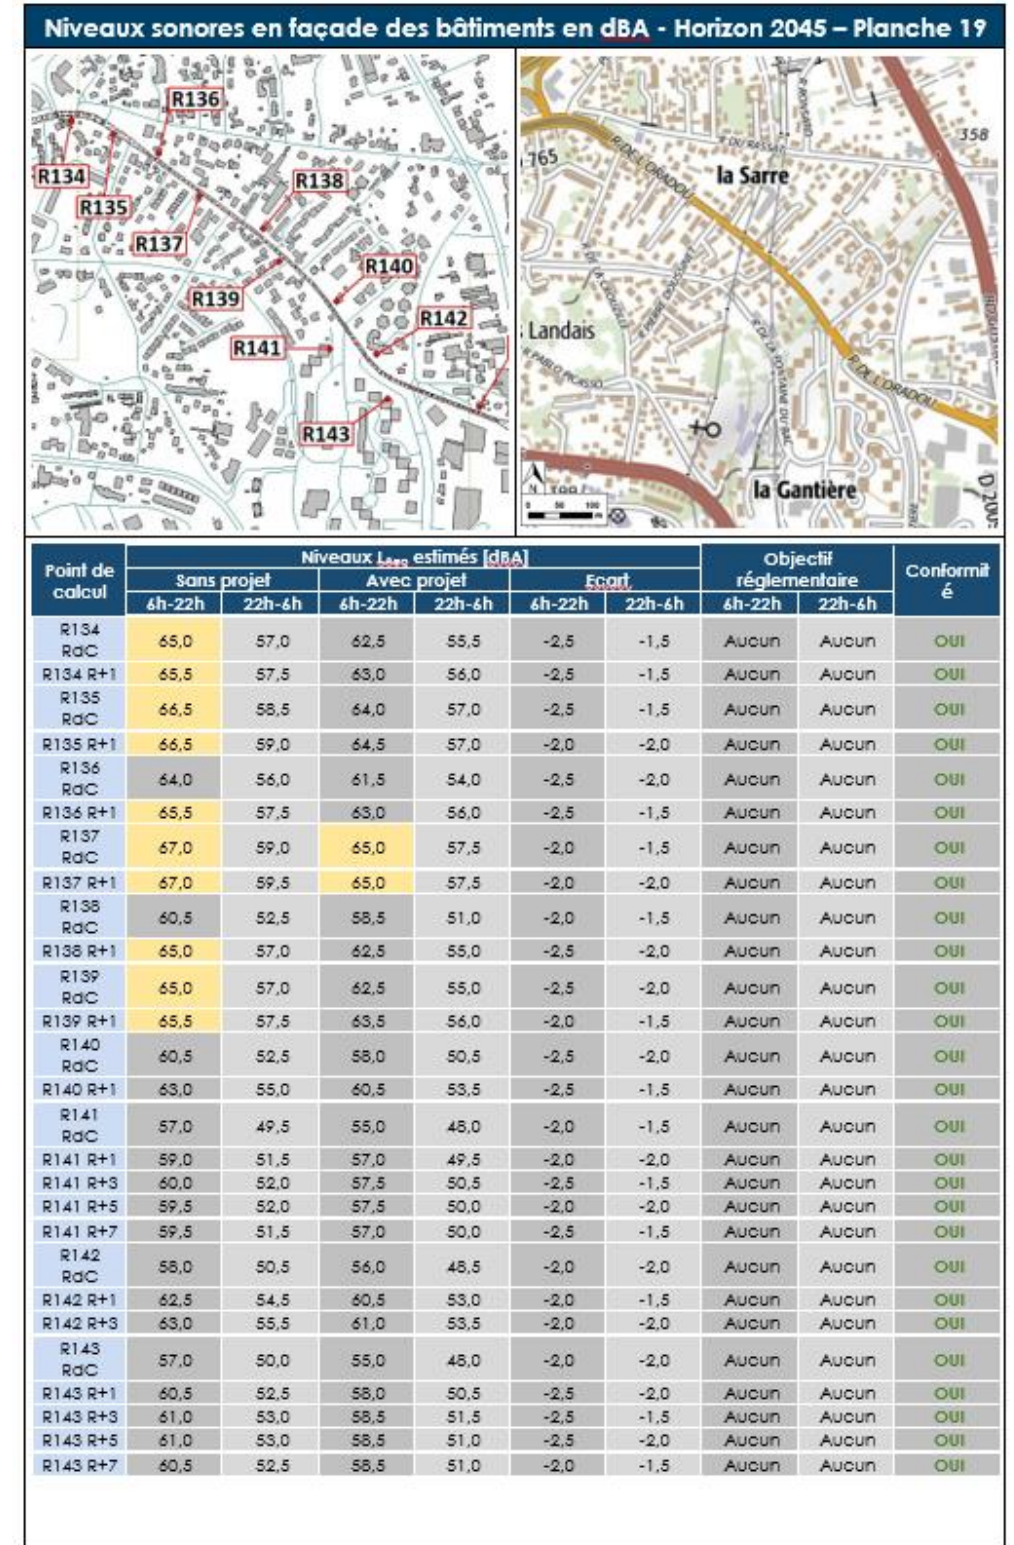 Niveaux sonores en façade des bâtiments en dBA - Horizon 2045 – Planche 19
R136
R134
R138
R135
R137
R140
R139
R142
R141
R143
358
765
R. DU RASSAT
la Sarre
R. DE L'ORADOU
Landais
R. PABLO PICASSO
R. DE LA FONTAINE DU BAC
R. DE L'ORADOU
la Gantière
N
0 50 100
Point de calcul
Niveaux LAeq estimés [dBA]
Objectif réglementaire
Conformité
Sans projet Avec projet Ecart
6h-22h 22h-6h 6h-22h 22h-6h 6h-22h 22h-6h 6h-22h 22h-6h
R134 RdC 65,0 57,0 62,5 55,5 -2,5 -1,5 Aucun Aucun OUI
R134 R+1 65,5 57,5 63,0 56,0 -2,5 -1,5 Aucun Aucun OUI
R135 RdC 66,5 58,5 64,0 57,0 -2,5 -1,5 Aucun Aucun OUI
R135 R+1 66,5 59,0 64,5 57,0 -2,0 -2,0 Aucun Aucun OUI
R136 RdC 64,0 56,0 61,5 54,0 -2,5 -2,0 Aucun Aucun OUI
R136 R+1 65,5 57,5 63,0 56,0 -2,5 -1,5 Aucun Aucun OUI
R137 RdC 67,0 59,0 65,0 57,5 -2,0 -1,5 Aucun Aucun OUI
R137 R+1 67,0 59,5 65,0 57,5 -2,0 -2,0 Aucun Aucun OUI
R138 RdC 60,5 52,5 58,5 51,0 -2,0 -1,5 Aucun Aucun OUI
R138 R+1 65,0 57,0 62,5 55,0 -2,5 -2,0 Aucun Aucun OUI
R139 RdC 65,0 57,0 62,5 55,0 -2,5 -2,0 Aucun Aucun OUI
R139 R+1 65,5 57,5 63,5 56,0 -2,0 -1,5 Aucun Aucun OUI
R140 RdC 60,5 52,5 58,0 50,5 -2,5 -2,0 Aucun Aucun OUI
R140 R+1 63,0 55,0 60,5 53,5 -2,5 -1,5 Aucun Aucun OUI
R141 RdC 57,0 49,5 55,0 48,0 -2,0 -1,5 Aucun Aucun OUI
R141 R+1 59,0 51,5 57,0 49,5 -2,0 -2,0 Aucun Aucun OUI
R141 R+3 60,0 52,0 57,5 50,5 -2,5 -1,5 Aucun Aucun OUI
R141 R+5 59,5 52,0 57,5 50,0 -2,0 -2,0 Aucun Aucun OUI
R141 R+7 59,5 51,5 57,0 50,0 -2,5 -1,5 Aucun Aucun OUI
R142 RdC 58,0 50,5 56,0 48,5 -2,0 -2,0 Aucun Aucun OUI
R142 R+1 62,5 54,5 60,5 53,0 -2,0 -1,5 Aucun Aucun OUI
R142 R+3 63,0 55,5 61,0 53,5 -2,0 -2,0 Aucun Aucun OUI
R143 RdC 57,0 50,0 55,0 48,0 -2,0 -2,0 Aucun Aucun OUI
R143 R+1 60,5 52,5 58,0 50,5 -2,5 -2,0 Aucun Aucun OUI
R143 R+3 61,0 53,0 58,5 51,5 -2,5 -1,5 Aucun Aucun OUI
R143 R+5 61,0 53,0 58,5 51,0 -2,5 -2,0 Aucun Aucun OUI
R143 R+7 60,5 52,5 58,5 51,0 -2,0 -1,5 Aucun Aucun OUI